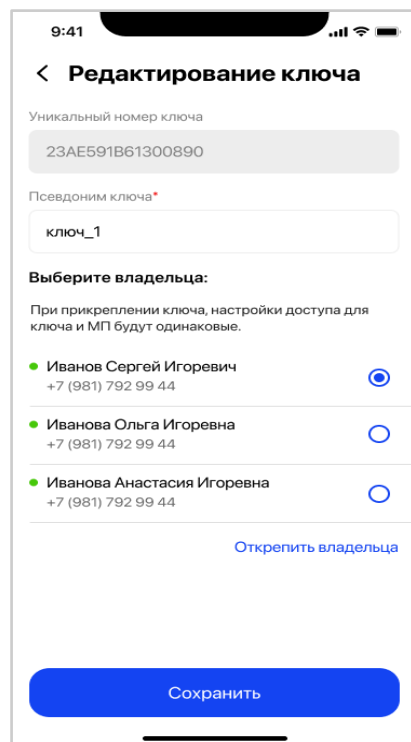 9:41
Редактирование ключа
Уникальный номер ключа
23AE591B61300890
Псевдоним ключа*
ключ_1
Выберите владельца:
При прикреплении ключа, настройки доступа для
ключа и МП будут одинаковые.
Иванов Сергей Игоревич
+7 (981) 792 99 44
Иванова Ольга Игоревна
+7 (981) 792 99 44
Иванова Анастасия Игоревна
+7 (981) 792 99 44
Открепить владельца
Сохранить